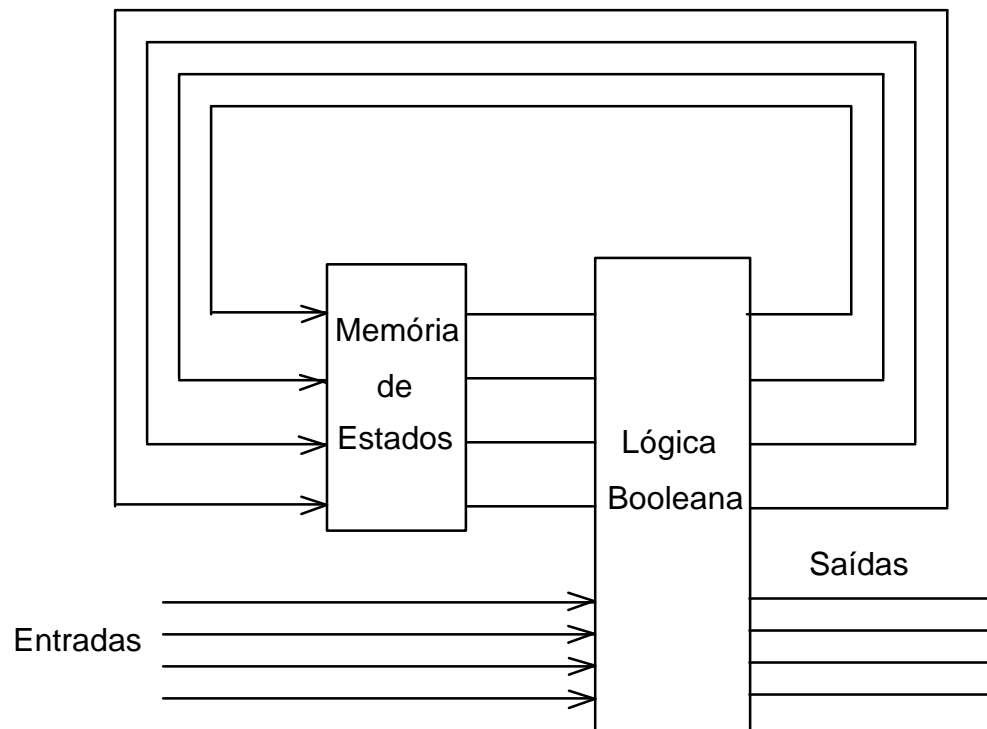 Memória
de
Estados
Lógica
Booleana
Saídas
Entradas